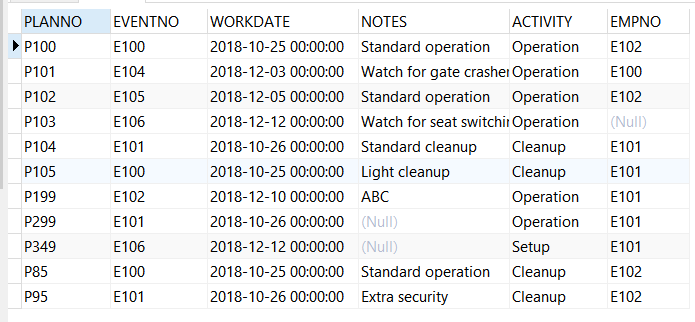 PLANNO EVENTNO WORKDATE NOTES ACTIVITY EMPNO
P100 E100 2018-10-25 00:00:00 Standard operation Operation E102
P101 E104 2018-12-03 00:00:00 Watch for gate crasher Operation E100
P102 E105 2018-12-05 00:00:00 Standard operation Operation E102
P103 E106 2018-12-12 00:00:00 Watch for seat switchin Operation (Null)
P104 E101 2018-10-26 00:00:00 Standard cleanup Cleanup E101
P105 E100 2018-10-25 00:00:00 Light cleanup Cleanup E101
P199 E102 2018-12-10 00:00:00 ABC Operation E101
P299 E101 2018-10-26 00:00:00 (Null) Operation E101
P349 E106 2018-12-12 00:00:00 (Null) Setup E101
P85 E100 2018-10-25 00:00:00 Standard operation Cleanup E102
P95 E101 2018-10-26 00:00:00 Extra security Cleanup E102